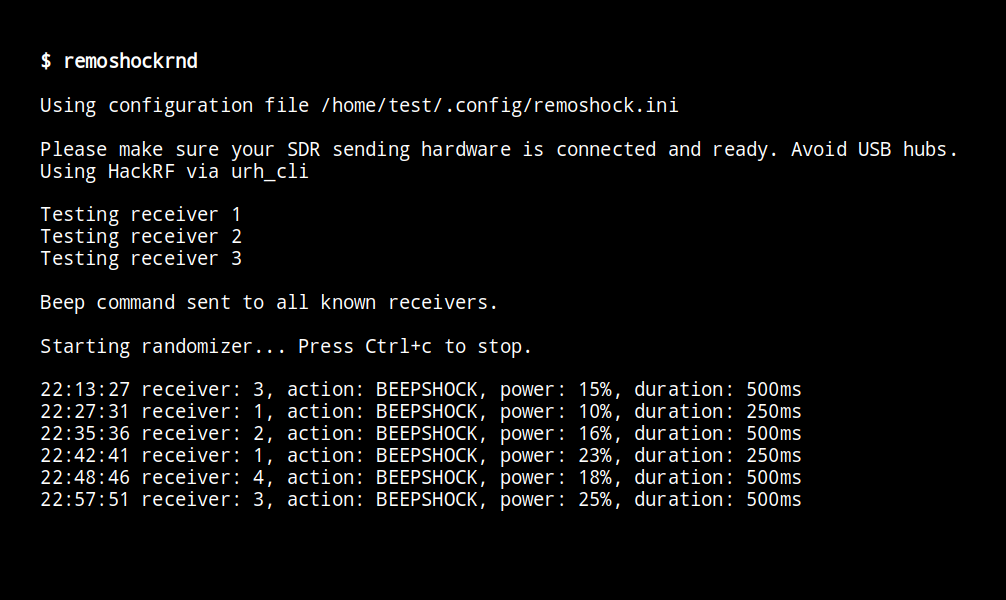 $ remoshockrnd
Using configuration file /home/test/.config/remoshock.ini
Please make sure your SDR sending hardware is connected and ready. Avoid USB hubs.
Using HackRF via urh_cli
Testing receiver 1
Testing receiver 2
Testing receiver 3
Beep command sent to all known receivers.
Starting randomizer... Press Ctrl+c to stop.
22:13:27 receiver: 3, action: BEEPSHOCK, power: 15%, duration: 500ms
22:27:31 receiver: 1, action: BEEPSHOCK, power: 10%, duration: 250ms
22:35:36 receiver: 2, action: BEEPSHOCK, power: 16%, duration: 500ms
22:42:41 receiver: 1, action: BEEPSHOCK, power: 23%, duration: 250ms
22:48:46 receiver: 4, action: BEEPSHOCK, power: 18%, duration: 500ms
22:57:51 receiver: 3, action: BEEPSHOCK, power: 25%, duration: 500ms